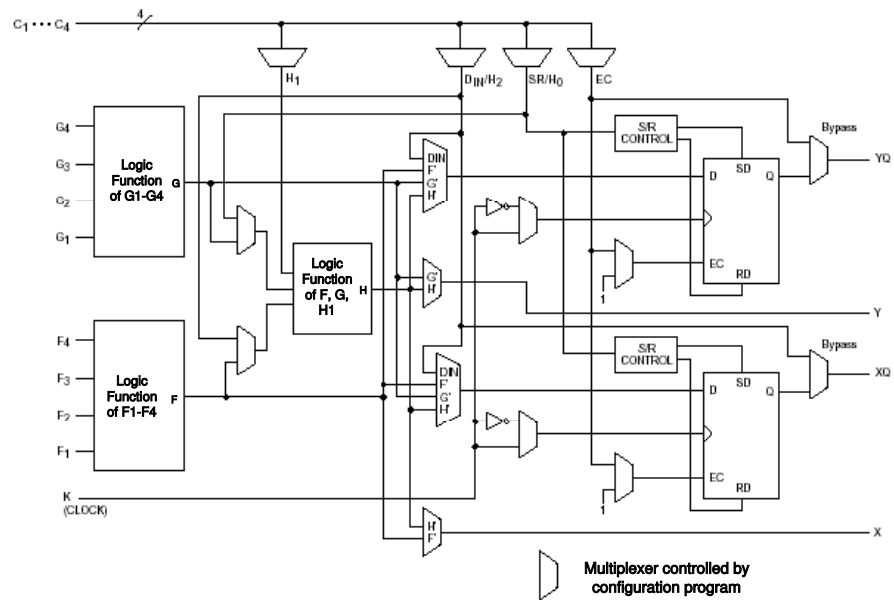 C1 ••• C4
4
H1
DIN/H2
SR/H0
EC
G4
G3
C2
G1
Logic
Function
of G1-G4
G
DIN
F'
G'
H'
S/R
CONTROL
Bypass
YQ
D
SD
Q
EC
RD
1
Logic
Function
of F, G,
H1
H
G'
H'
Y
F4
F3
F2
F1
Logic
Function
of F1-F4
F
DIN
F'
G'
H'
S/R
CONTROL
Bypass
XQ
D
SD
Q
EC
RD
1
K
(CLOCK)
H'
F'
X
Multiplexer controlled by
configuration program